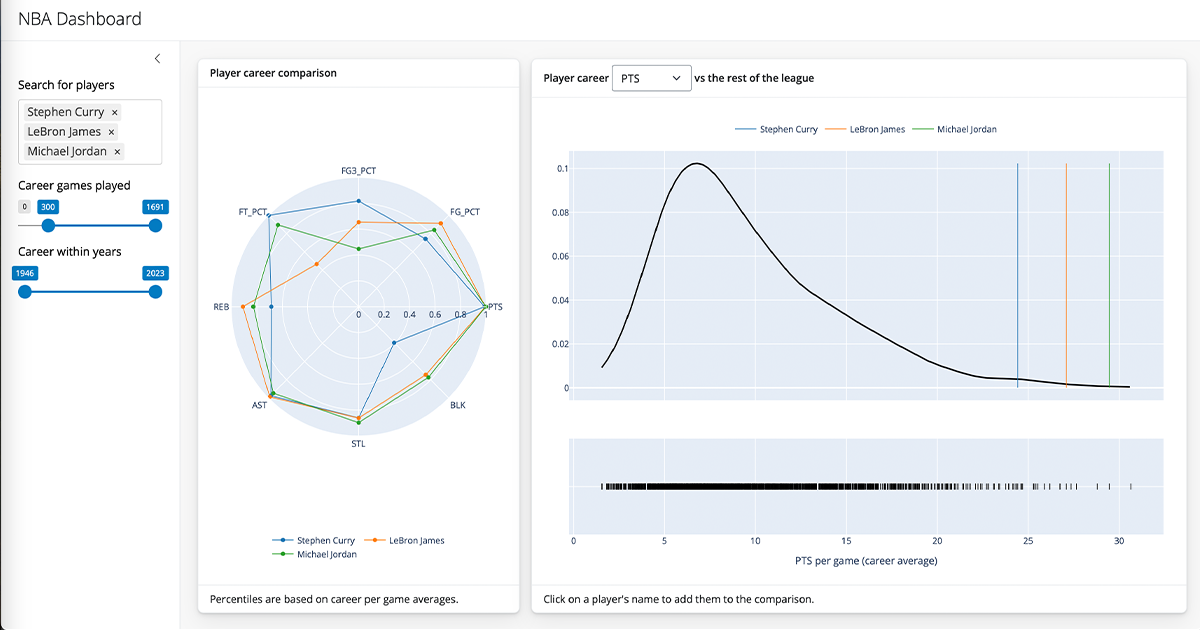 NBA Dashboard
Search for players
Stephen Curry ×
LeBron James ×
Michael Jordan ×
Career games played
0 300 1691
Career within years
1946 2023
Player career comparison
FG3_PCT
FT_PCT FG_PCT
REB PTS
0 0.2 0.4 0.6 0.8 1
AST BLK
STL
Stephen Curry LeBron James
Michael Jordan
Percentiles are based on career per game averages.
Player career PTS vs the rest of the league
Stephen Curry LeBron James Michael Jordan
0.1
0.08
0.06
0.04
0.02
0
0 5 10 15 20 25 30
PTS per game (career average)
Click on a player's name to add them to the comparison.